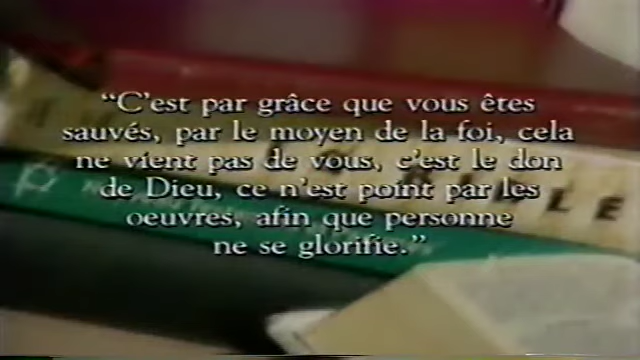 “C'est par grâce que vous êtes
sauvés, par le moyen de la foi, cela
ne vient pas de vous, c'est le don
de Dieu, ce n'est point par les
oeuvres, afin que personne
ne se glorifie.”